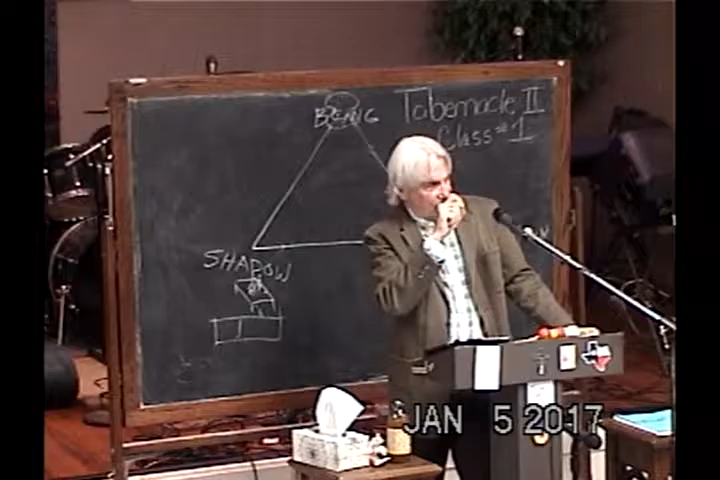 BEING
Tabernacle II
Class #1
SHADOW
JAN 5 2017